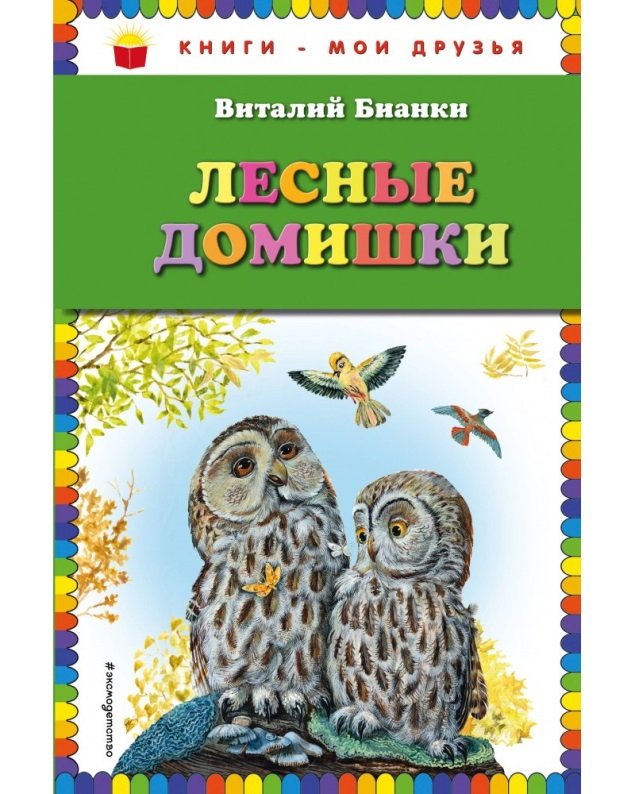 КНИГИ - МОИ ДРУЗЬЯ
Виталий Бианки
ЛЕСНЫЕ
ДОМИШКИ
#эксмодетство